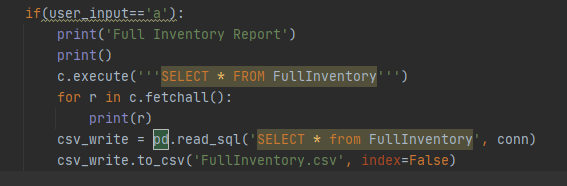 if(user_input=='a'):
    print('Full Inventory Report')
    print()
    c.execute('''SELECT * FROM FullInventory''')
    for r in c.fetchall():
        print(r)
    csv_write = pd.read_sql('SELECT * from FullInventory', conn)
    csv_write.to_csv('FullInventory.csv', index=False)